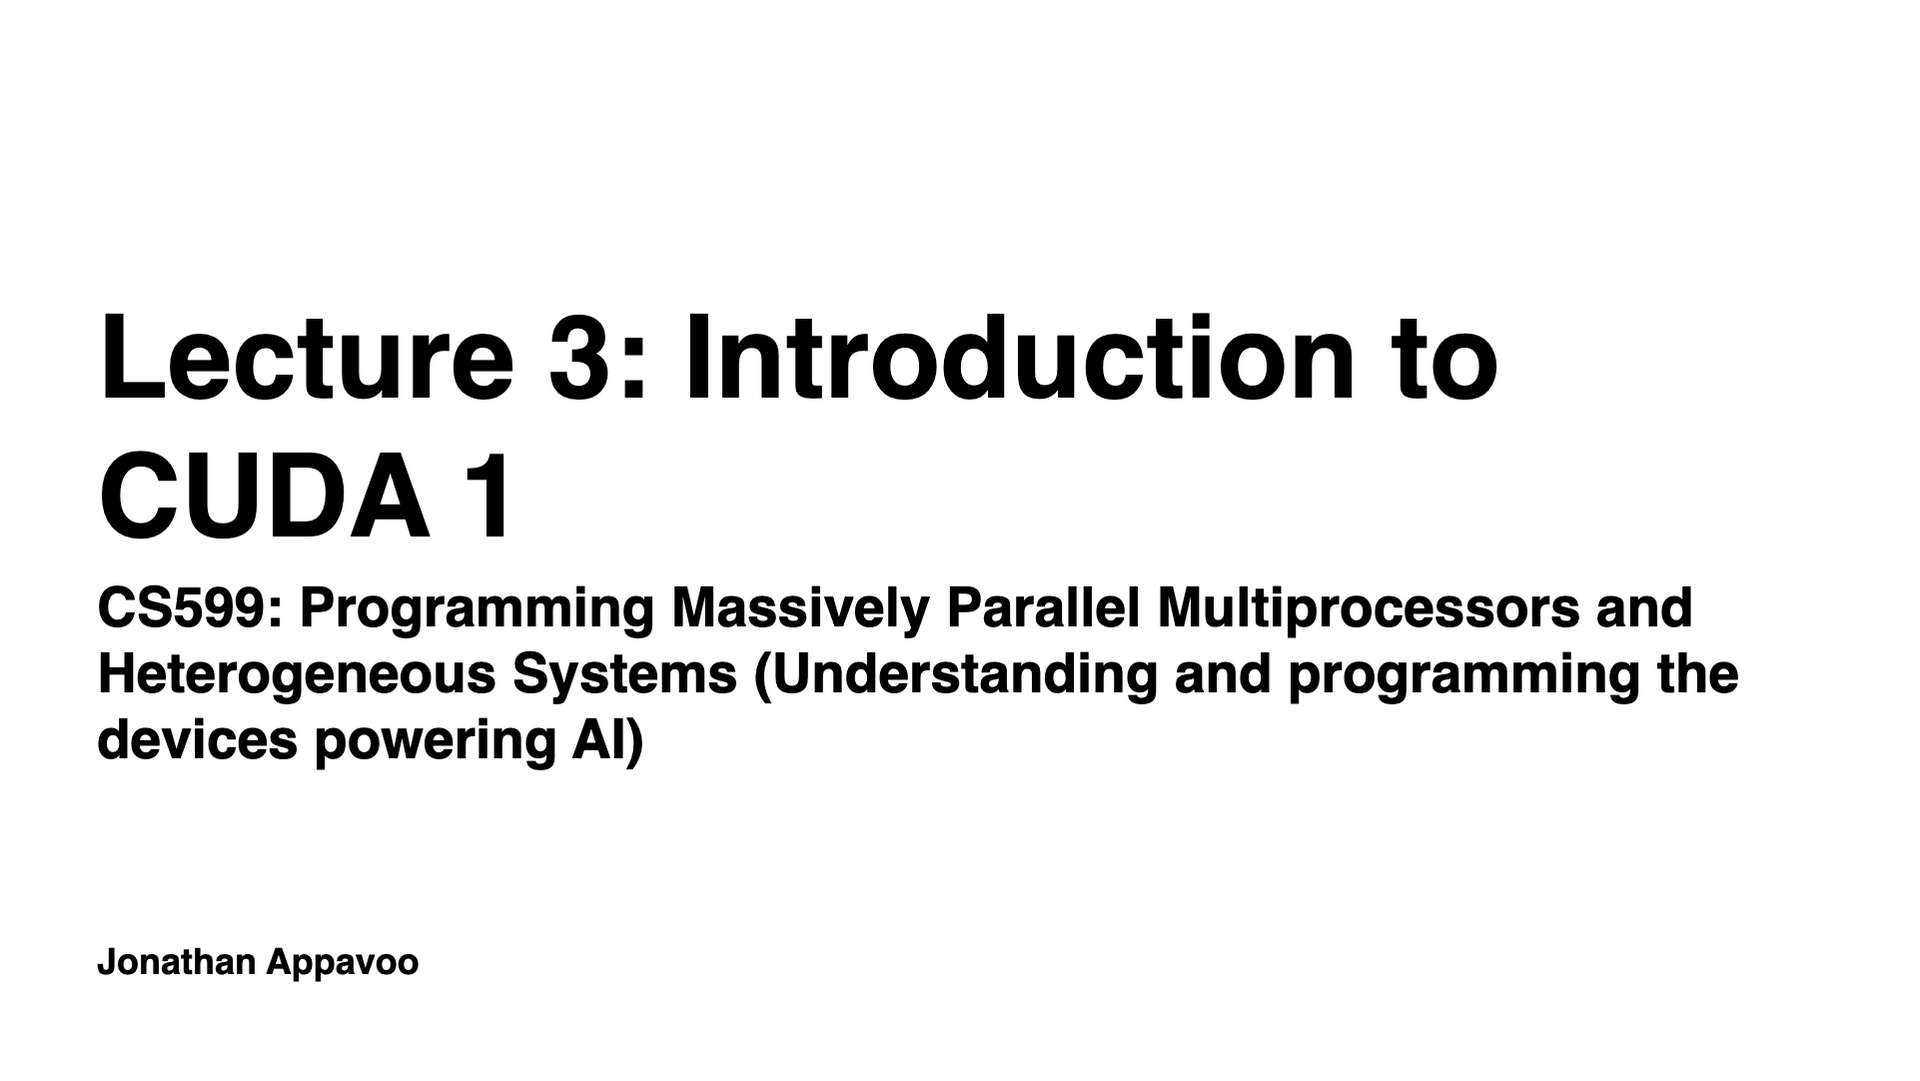 Lecture 3: Introduction to
CUDA 1
CS599: Programming Massively Parallel Multiprocessors and
Heterogeneous Systems (Understanding and programming the
devices powering AI)
Jonathan Appavoo